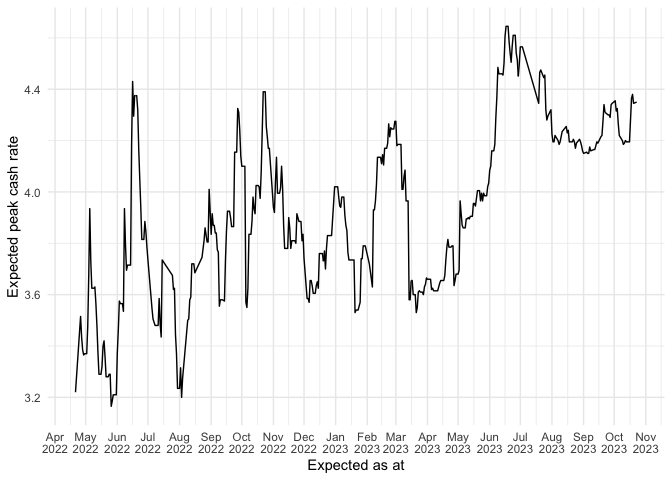 Expected peak cash rate
4.4
4.0
3.6
3.2
Apr May Jun Jul Aug Sep Oct Nov Dec Jan Feb Mar Apr May Jun Jul Aug Sep Oct Nov
2022 2022 2022 2022 2022 2022 2022 2022 2022 2023 2023 2023 2023 2023 2023 2023 2023 2023 2023 2023
Expected as at